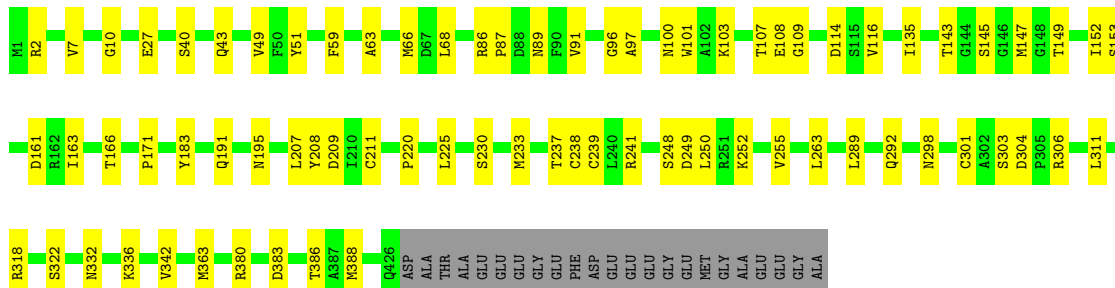 M1 R2 V7 G10 E27 S40 Q43 V49 F50 Y51 F59 A63 M66 D67 L68 R86 P87 D88 N89 F90 V91 G96 A97 N100 W101 A102 K103 T107 E108 G109 D114 S115 V116 I135 T143 G144 S145 G146 M147 G148 T149 I152 S153
D161 R162 I163 T166 P171 Y183 Q191 N195 L207 Y208 D209 I210 C211 P220 L225 S230 M233 T237 C238 C239 L240 R241 S248 D249 L250 R251 K252 V255 L263 L289 Q292 N298 C301 A302 S303 D304 P305 R306 L311
R318 S322 N332 K336 V342 M363 R380 D383 T386 A387 M388 Q426 ASP ALA THR ALA GLU GLU GLU GLY GLU PHE ASP GLU GLU GLU GLY GLU MET GLY ALA GLU GLU GLY ALA